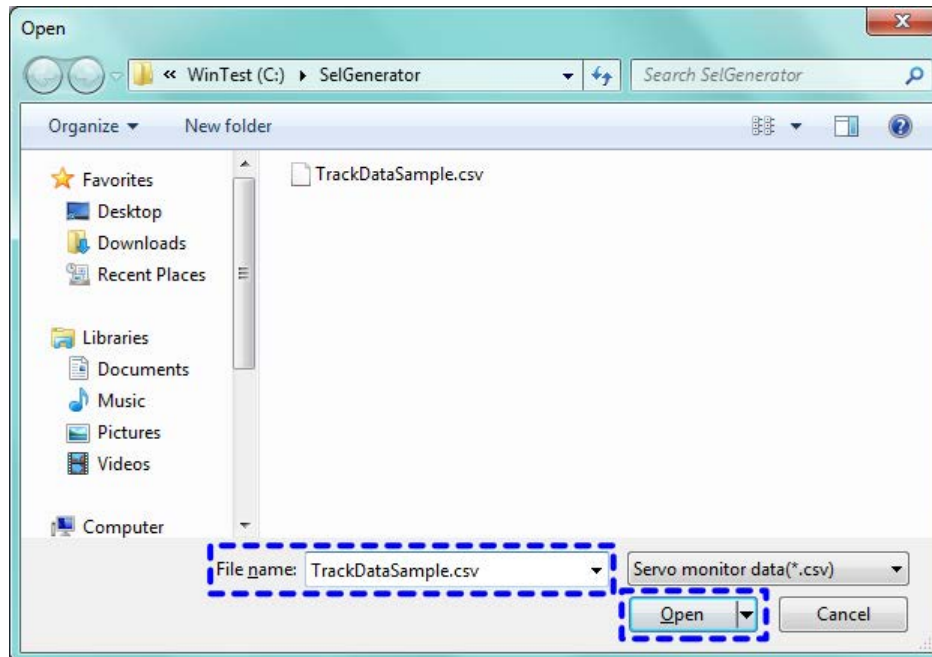 Open
« WinTest (C:) ▸ SelGenerator
Search SelGenerator
Organize
New folder
Favorites
Desktop
Downloads
Recent Places
Libraries
Documents
Music
Pictures
Videos
Computer
TrackDataSample.csv
File name: TrackDataSample.csv
Servo monitor data(*.csv)
Open
Cancel